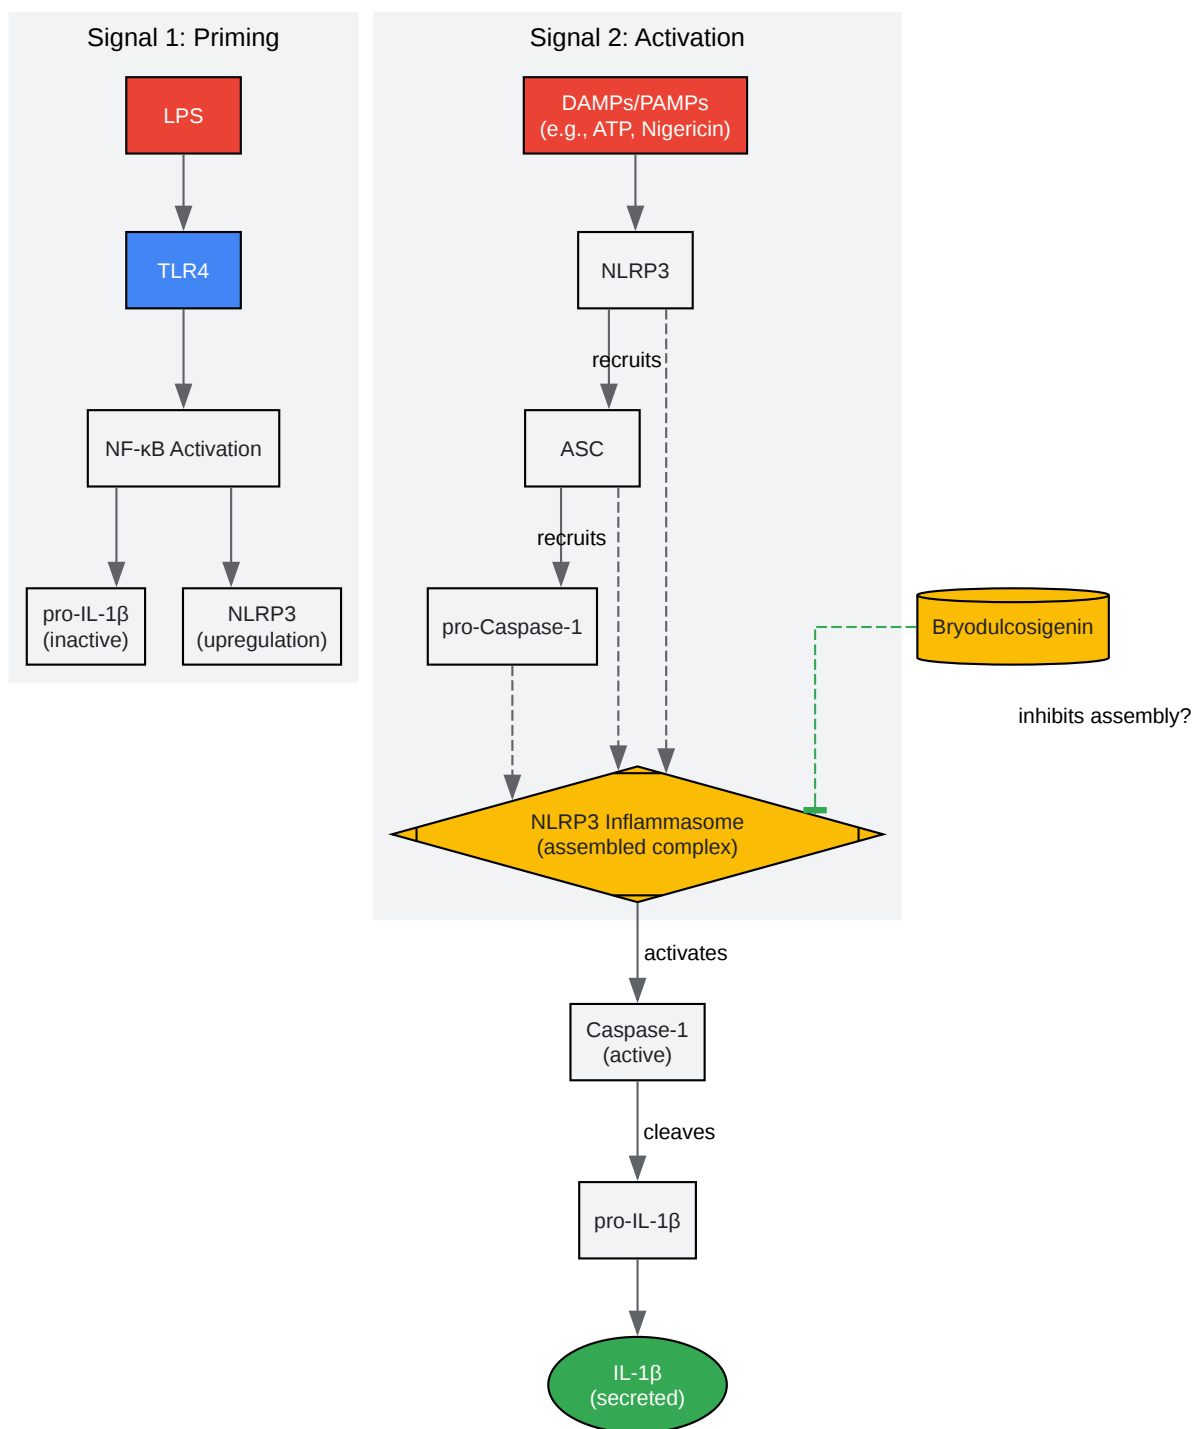 Signal 1: Priming
LPS
TLR4
NF-κB Activation
pro-IL-1β
(inactive)
NLRP3
(upregulation)
Signal 2: Activation
DAMPs/PAMPs
(e.g., ATP, Nigericin)
NLRP3
recruits
ASC
recruits
pro-Caspase-1
Bryodulcosigenin
inhibits assembly?
NLRP3 Inflammasome
(assembled complex)
activates
Caspase-1
(active)
cleaves
pro-IL-1β
IL-1β
(secreted)